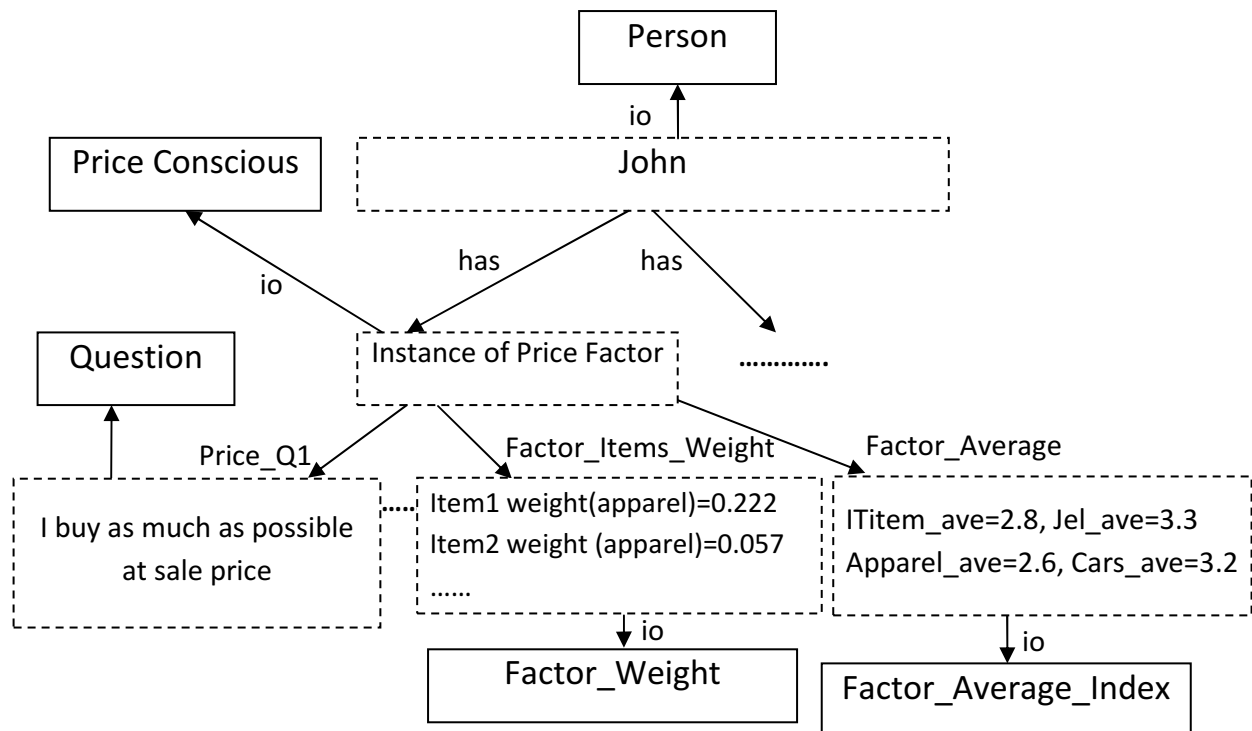 Person
io
Price Conscious
John
has
has
io
Question
Instance of Price Factor
.............
Price_Q1
Factor_Items_Weight
Factor_Average
I buy as much as possible
at sale price
.....
Item1 weight(apparel)=0.222
Item2 weight (apparel)=0.057
......
ITitem_ave=2.8, Jel_ave=3.3
Apparel_ave=2.6, Cars_ave=3.2
io
io
Factor_Weight
Factor_Average_Index